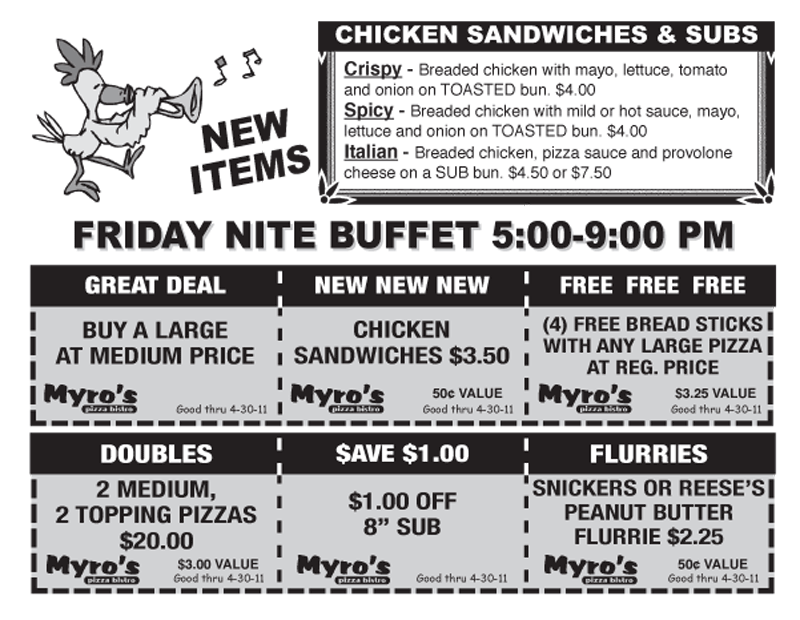 NEW
ITEMS
CHICKEN SANDWICHES & SUBS
Crispy - Breaded chicken with mayo, lettuce, tomato
and onion on TOASTED bun. $4.00
Spicy - Breaded chicken with mild or hot sauce, mayo,
lettuce and onion on TOASTED bun. $4.00
Italian - Breaded chicken, pizza sauce and provolone
cheese on a SUB bun. $4.50 or $7.50
FRIDAY NITE BUFFET 5:00-9:00 PM
GREAT DEAL
BUY A LARGE
AT MEDIUM PRICE
Myro's
pizza bistro
Good thru 4-30-11
NEW NEW NEW
CHICKEN
SANDWICHES $3.50
Myro's
pizza bistro
50¢ VALUE
Good thru 4-30-11
FREE FREE FREE
(4) FREE BREAD STICKS
WITH ANY LARGE PIZZA
AT REG. PRICE
Myro's
pizza bistro
$3.25 VALUE
Good thru 4-30-11
DOUBLES
2 MEDIUM,
2 TOPPING PIZZAS
$20.00
Myro's
pizza bistro
$3.00 VALUE
Good thru 4-30-11
$AVE $1.00
$1.00 OFF
8” SUB
Myro's
pizza bistro
Good thru 4-30-11
FLURRIES
SNICKERS OR REESE’S
PEANUT BUTTER
FLURRIE $2.25
Myro's
pizza bistro
50¢ VALUE
Good thru 4-30-11